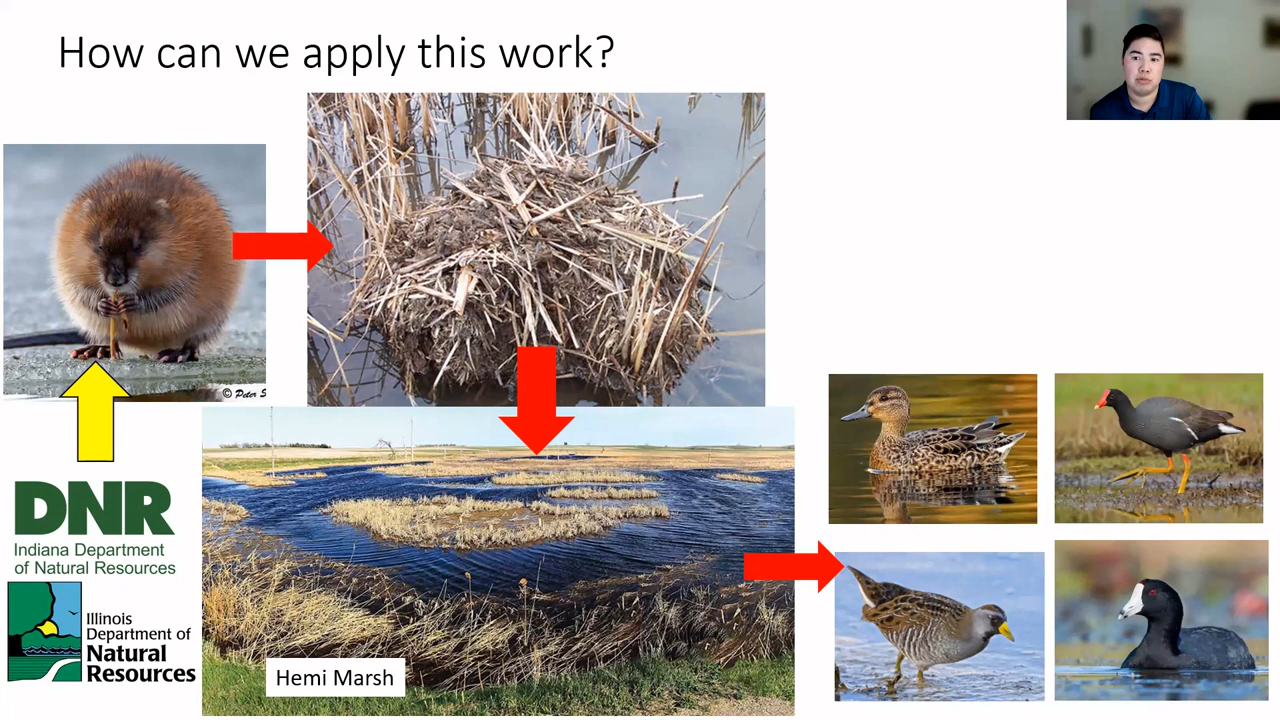 How can we apply this work?
© Peter S
DNR
Indiana Department
of Natural Resources
Illinois
Department of
Natural
Resources
Hemi Marsh